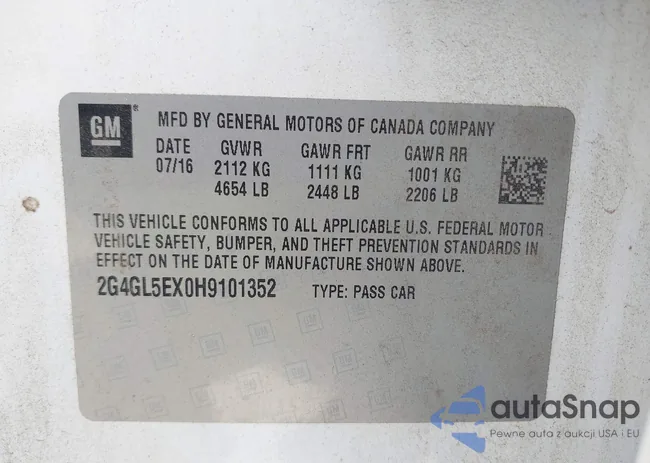 GM
®
MFD BY GENERAL MOTORS OF CANADA COMPANY
DATE GVWR GAWR FRT GAWR RR
07/16 2112 KG 1111 KG 1001 KG
4654 LB 2448 LB 2206 LB
THIS VEHICLE CONFORMS TO ALL APPLICABLE U.S. FEDERAL MOTOR
VEHICLE SAFETY, BUMPER, AND THEFT PREVENTION STANDARDS IN
EFFECT ON THE DATE OF MANUFACTURE SHOWN ABOVE.
2G4GL5EX0H9101352 TYPE: PASS CAR
autaSnap
Pewne auta z aukcji USA i EU